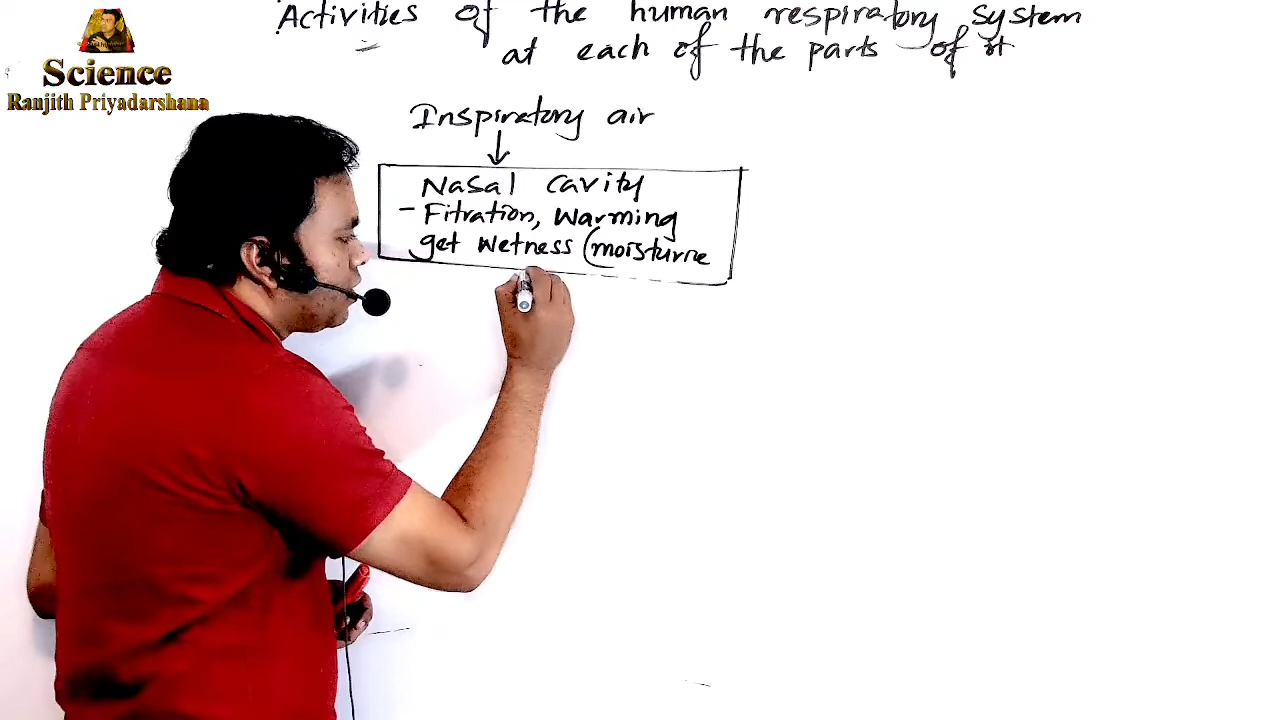 Activities of the human respiratory system
at each of the parts of it
Science
Ranjith Priyadarshana
Inspiratory air
Nasal cavity
- Fitration, Warming
get wetness (moisturre